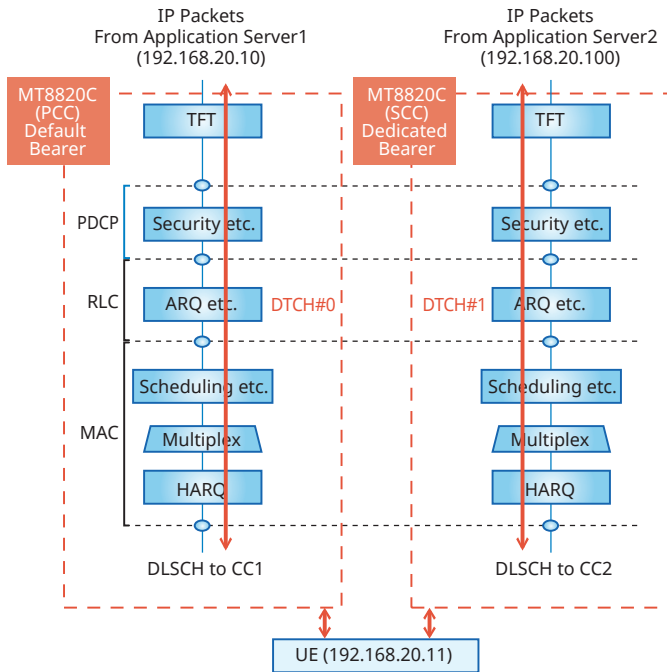 IP Packets
From Application Server1
(192.168.20.10)
IP Packets
From Application Server2
(192.168.20.100)
MT8820C
(PCC)
Default
Bearer
TFT
MT8820C
(SCC)
Dedicated
Bearer
TFT
PDCP
Security etc.
Security etc.
RLC
ARQ etc.
DTCH#0
DTCH#1
ARQ etc.
MAC
Scheduling etc.
Scheduling etc.
Multiplex
Multiplex
HARQ
HARQ
DLSCH to CC1
DLSCH to CC2
UE (192.168.20.11)